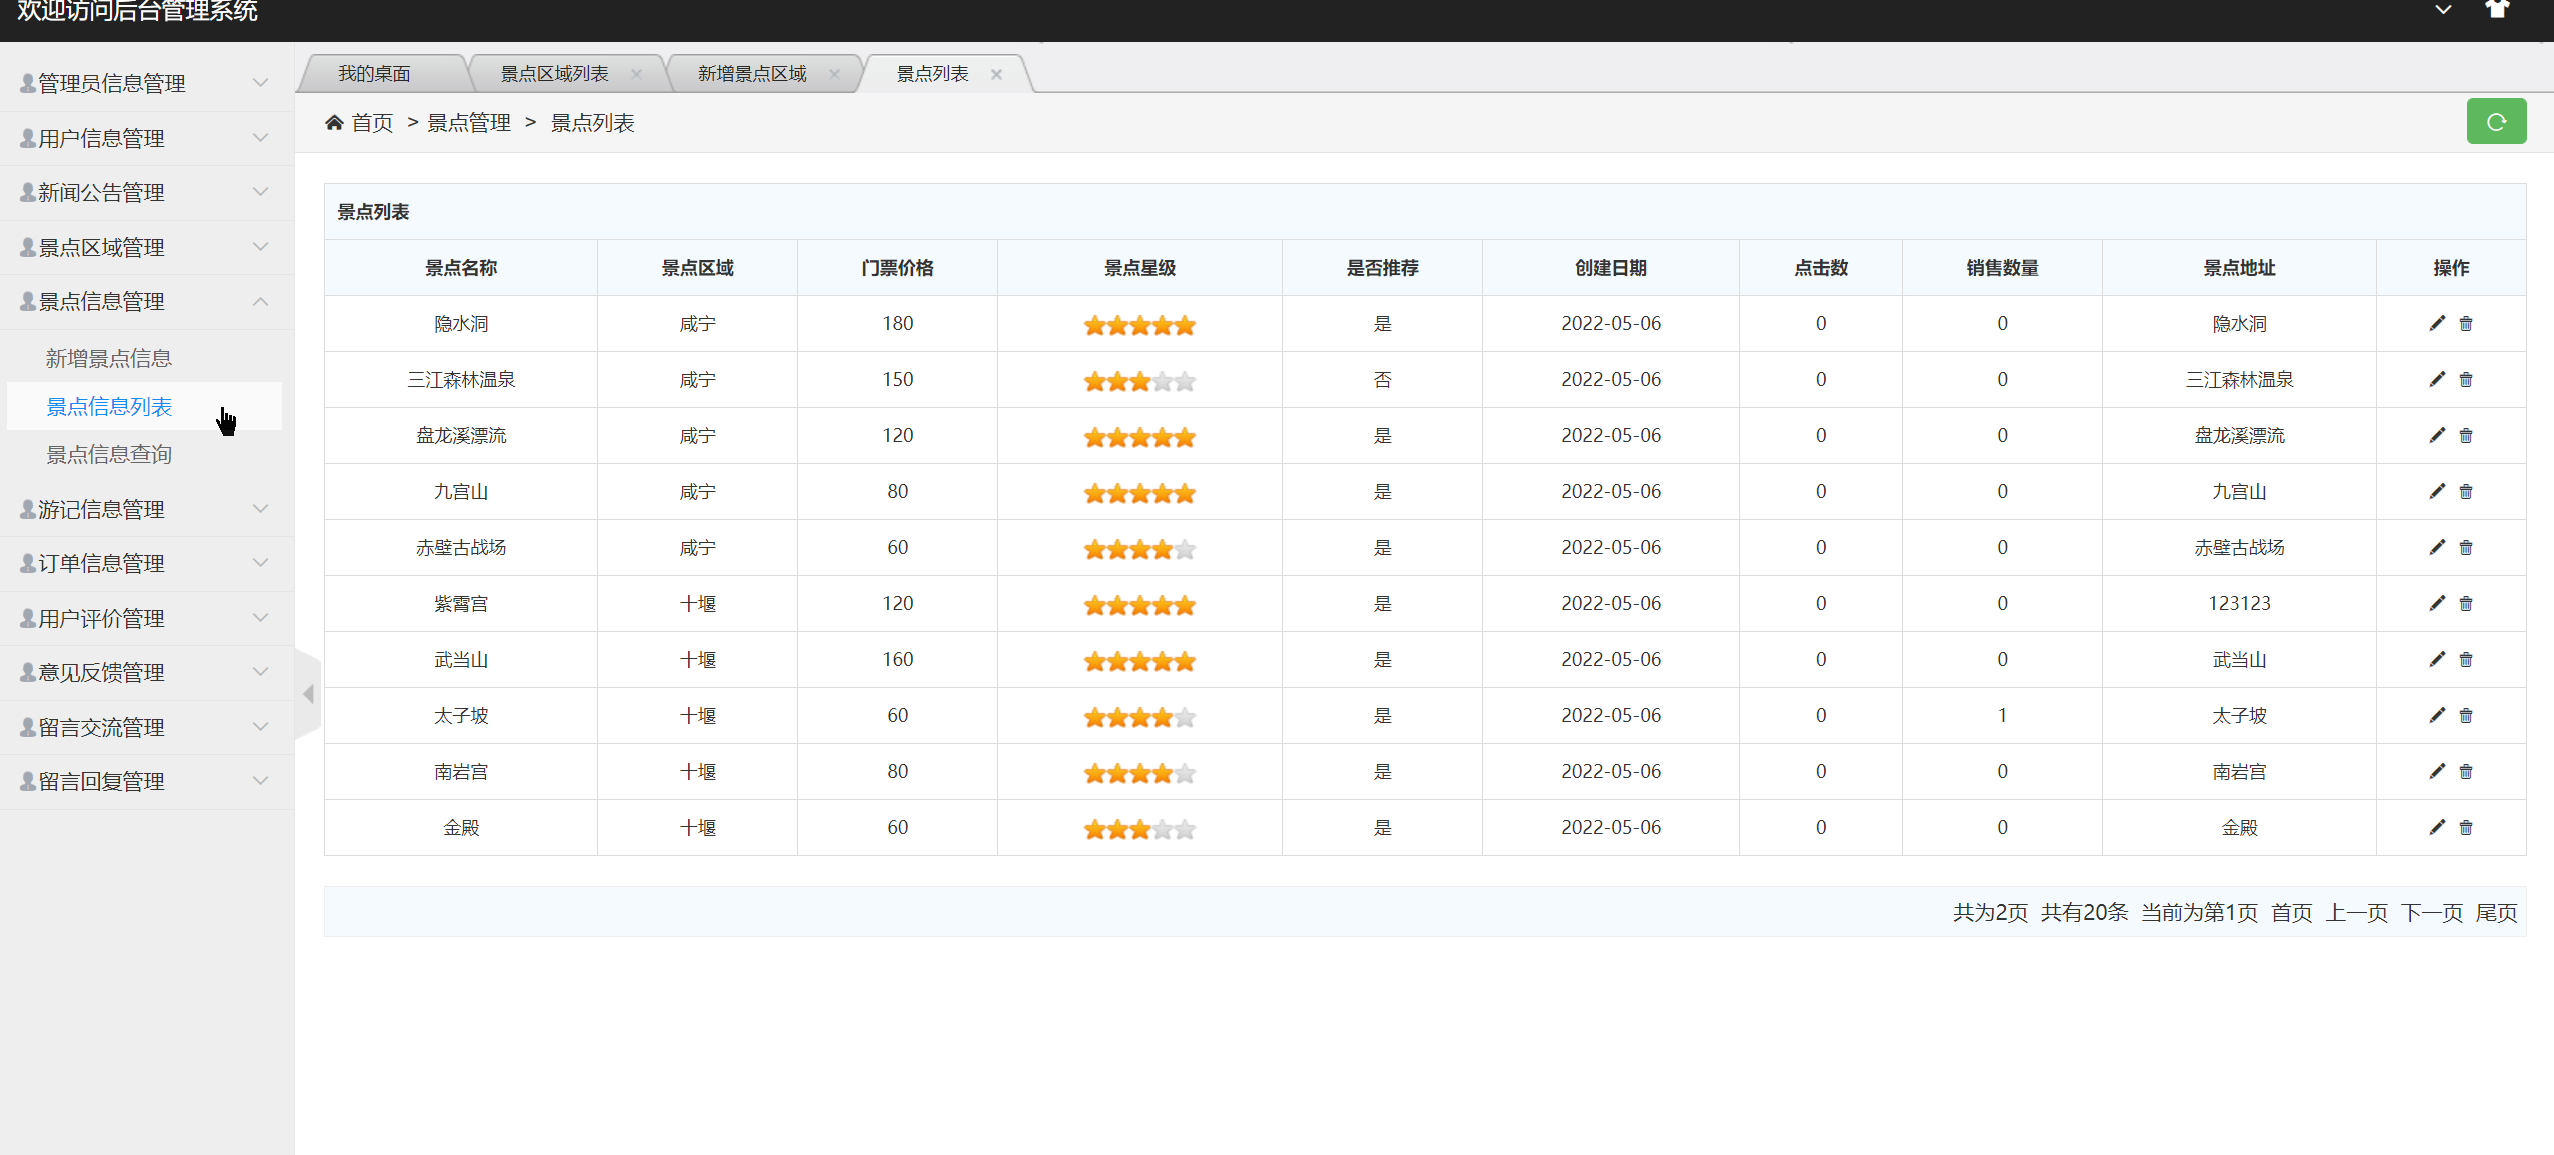 欢迎访问后台管理系统
管理员信息管理
用户信息管理
新闻公告管理
景点区域管理
景点信息管理
新增景点信息
景点信息列表
景点信息查询
游记信息管理
订单信息管理
用户评价管理
意见反馈管理
留言交流管理
留言回复管理
我的桌面 景点区域列表 新增景点区域 景点列表
首页 > 景点管理 > 景点列表
景点列表
景点名称 景点区域 门票价格 景点星级 是否推荐 创建日期 点击数 销售数量 景点地址 操作
隐水洞 咸宁 180 是 2022-05-06 0 0 隐水洞
三江森林温泉 咸宁 150 否 2022-05-06 0 0 三江森林温泉
盘龙溪漂流 咸宁 120 是 2022-05-06 0 0 盘龙溪漂流
九宫山 咸宁 80 是 2022-05-06 0 0 九宫山
赤壁古战场 咸宁 60 是 2022-05-06 0 0 赤壁古战场
紫霄宫 十堰 120 是 2022-05-06 0 0 123123
武当山 十堰 160 是 2022-05-06 0 0 武当山
太子坡 十堰 60 是 2022-05-06 0 1 太子坡
南岩宫 十堰 80 是 2022-05-06 0 0 南岩宫
金殿 十堰 60 是 2022-05-06 0 0 金殿
共为2页 共有20条 当前为第1页 首页 上一页 下一页 尾页